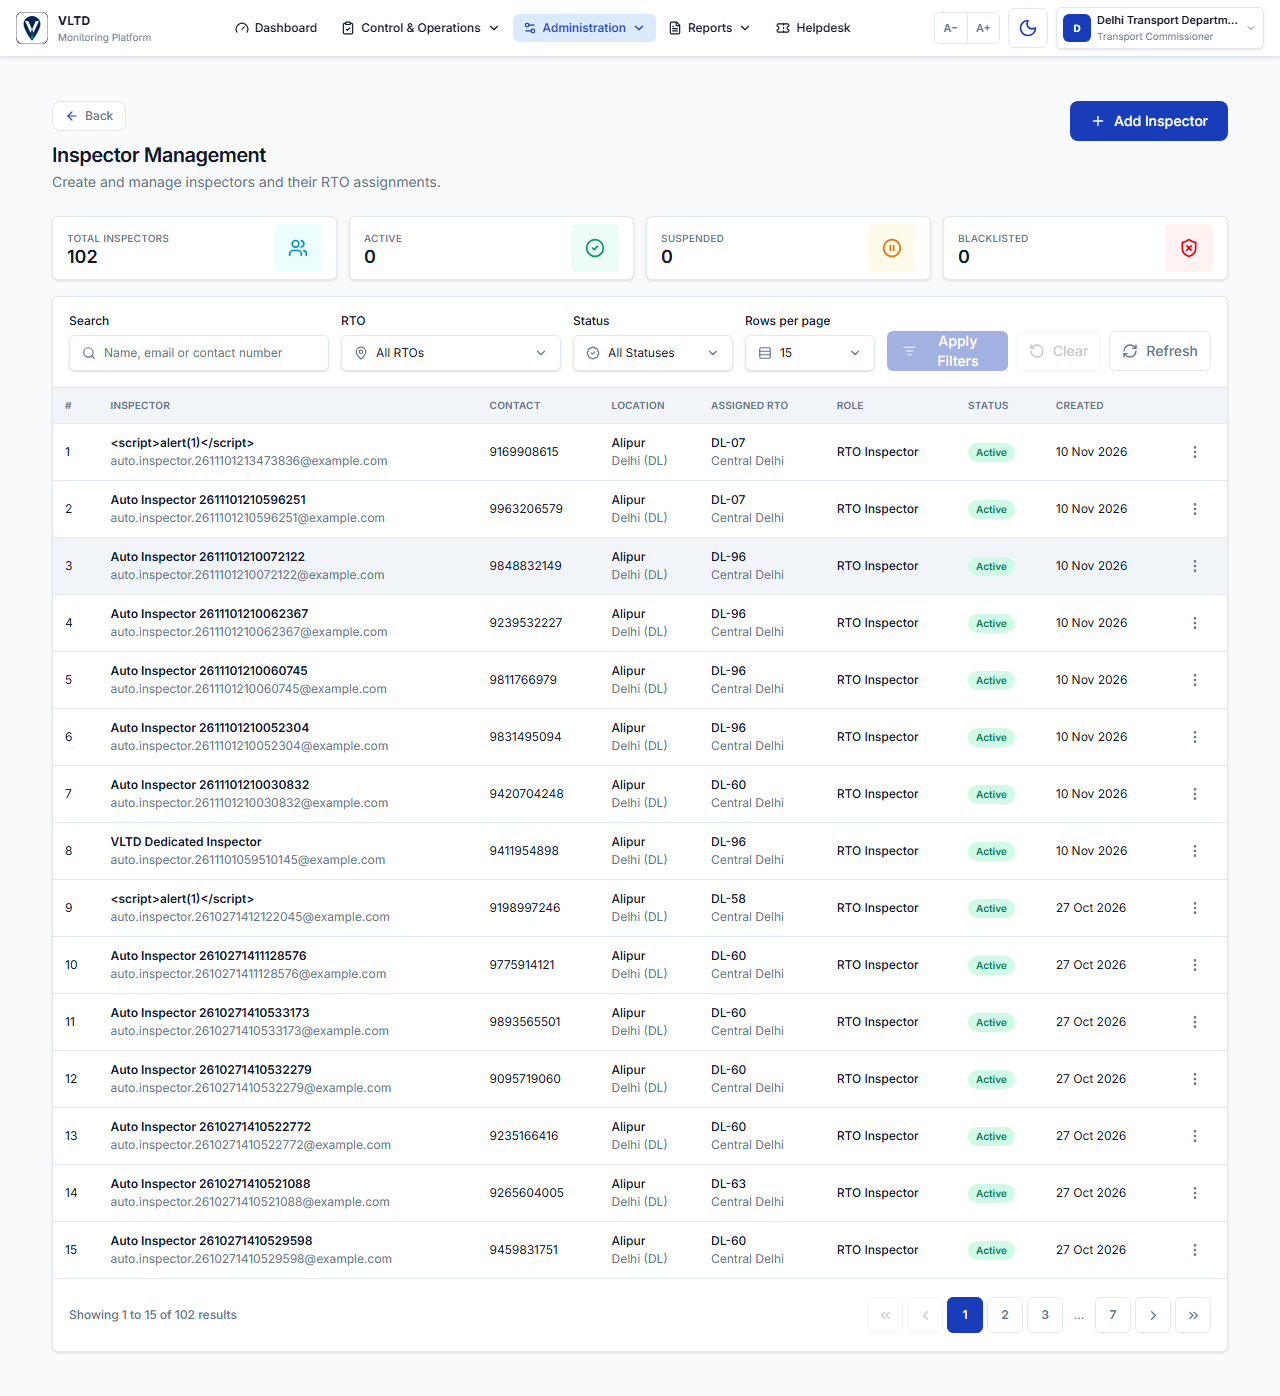 VLTD
Monitoring Platform
Dashboard
Control & Operations
Administration
Reports
Helpdesk
A−
A+
D
Delhi Transport Departm...
Transport Commissioner
Back
Add Inspector
Inspector Management
Create and manage inspectors and their RTO assignments.
TOTAL INSPECTORS
102
ACTIVE
0
SUSPENDED
0
BLACKLISTED
0
Search
RTO
Status
Rows per page
Name, email or contact number
All RTOs
All Statuses
15
Apply
Filters
Clear
Refresh
# INSPECTOR CONTACT LOCATION ASSIGNED RTO ROLE STATUS CREATED
<script>alert(1)</script> Alipur DL-07
1 9169908615 RTO Inspector Active 10 Nov 2026
auto.inspector.2611101213473836@example.com Delhi (DL) Central Delhi
Auto Inspector 2611101210596251 Alipur DL-07
2 9963206579 RTO Inspector Active 10 Nov 2026
auto.inspector.2611101210596251@example.com Delhi (DL) Central Delhi
Auto Inspector 2611101210072122 Alipur DL-96
3 9848832149 RTO Inspector Active 10 Nov 2026
auto.inspector.2611101210072122@example.com Delhi (DL) Central Delhi
Auto Inspector 2611101210062367 Alipur DL-96
4 9239532227 RTO Inspector Active 10 Nov 2026
auto.inspector.2611101210062367@example.com Delhi (DL) Central Delhi
Auto Inspector 2611101210060745 Alipur DL-96
5 9811766979 RTO Inspector Active 10 Nov 2026
auto.inspector.2611101210060745@example.com Delhi (DL) Central Delhi
Auto Inspector 2611101210052304 Alipur DL-96
6 9831495094 RTO Inspector Active 10 Nov 2026
auto.inspector.2611101210052304@example.com Delhi (DL) Central Delhi
Auto Inspector 2611101210030832 Alipur DL-60
7 9420704248 RTO Inspector Active 10 Nov 2026
auto.inspector.2611101210030832@example.com Delhi (DL) Central Delhi
VLTD Dedicated Inspector Alipur DL-96
8 9411954898 RTO Inspector Active 10 Nov 2026
auto.inspector.2611101059510145@example.com Delhi (DL) Central Delhi
<script>alert(1)</script> Alipur DL-58
9 9198997246 RTO Inspector Active 27 Oct 2026
auto.inspector.2610271412122045@example.com Delhi (DL) Central Delhi
Auto Inspector 2610271411128576 Alipur DL-60
10 9775914121 RTO Inspector Active 27 Oct 2026
auto.inspector.2610271411128576@example.com Delhi (DL) Central Delhi
Auto Inspector 2610271410533173 Alipur DL-60
11 9893565501 RTO Inspector Active 27 Oct 2026
auto.inspector.2610271410533173@example.com Delhi (DL) Central Delhi
Auto Inspector 2610271410532279 Alipur DL-60
12 9095719060 RTO Inspector Active 27 Oct 2026
auto.inspector.2610271410532279@example.com Delhi (DL) Central Delhi
Auto Inspector 2610271410522772 Alipur DL-60
13 9235166416 RTO Inspector Active 27 Oct 2026
auto.inspector.2610271410522772@example.com Delhi (DL) Central Delhi
Auto Inspector 2610271410521088 Alipur DL-63
14 9265604005 RTO Inspector Active 27 Oct 2026
auto.inspector.2610271410521088@example.com Delhi (DL) Central Delhi
Auto Inspector 2610271410529598 Alipur DL-60
15 9459831751 RTO Inspector Active 27 Oct 2026
auto.inspector.2610271410529598@example.com Delhi (DL) Central Delhi
Showing 1 to 15 of 102 results
1 2 3 ... 7